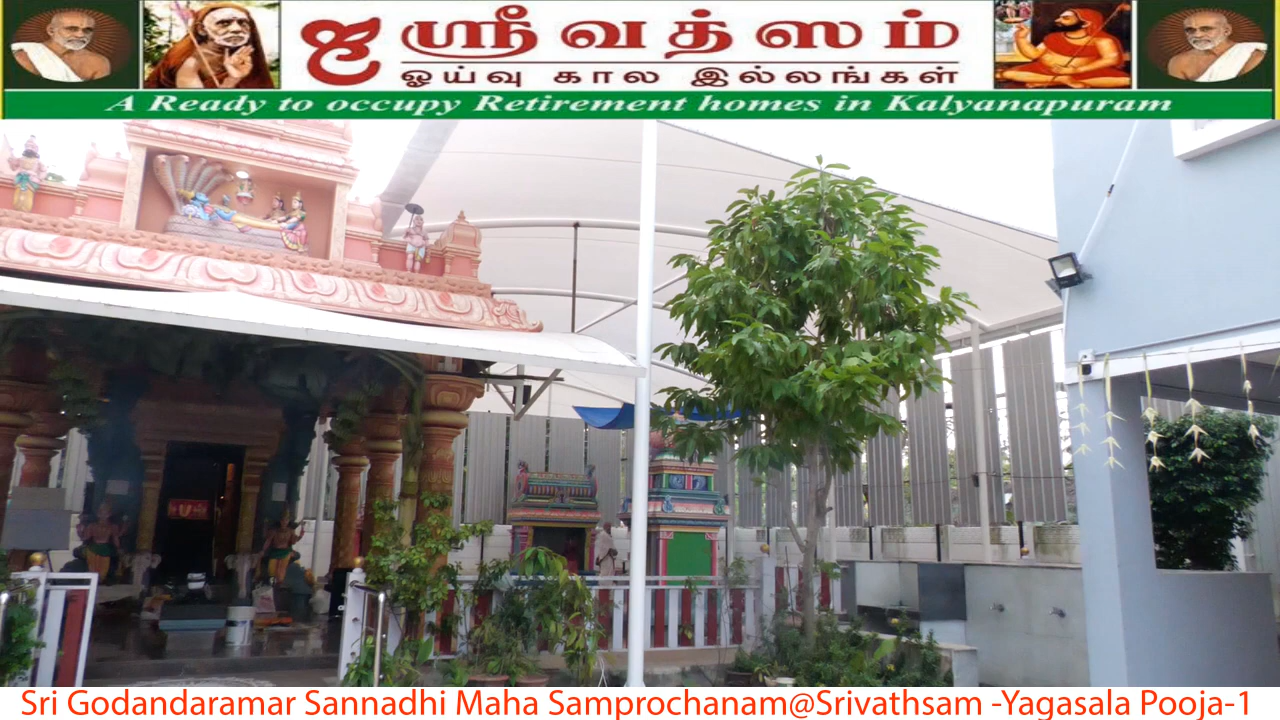 ஸ்ரீ வத்ஸம்
ஓய்வு கால இல்லங்கள்
A Ready to occupy Retirement homes in Kalyanapuram
Sri Godandaramar Sannadhi Maha Samprochanam@Srivathsam -Yagasala Pooja-1